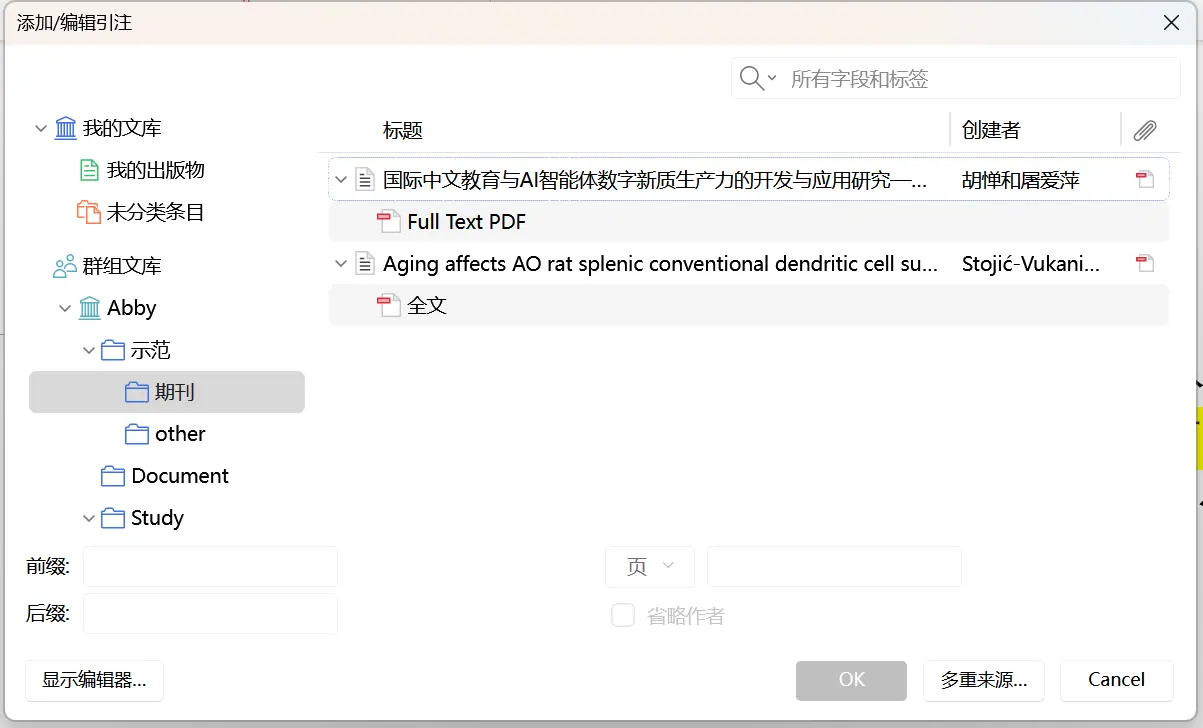 添加/编辑引注
所有字段和标签
我的文库
我的出版物
未分类条目
群组文库
Abby
示范
期刊
other
Document
Study
标题
创建者
国际中文教育与AI智能体数字新质生产力的开发与应用研究一...
胡惮和屠爱萍
Full Text PDF
Aging affects AO rat splenic conventional dendritic cell su...
Stojić-Vukani...
全文
前缀:
页
后缀:
省略作者
显示编辑器...
OK
多重来源...
Cancel